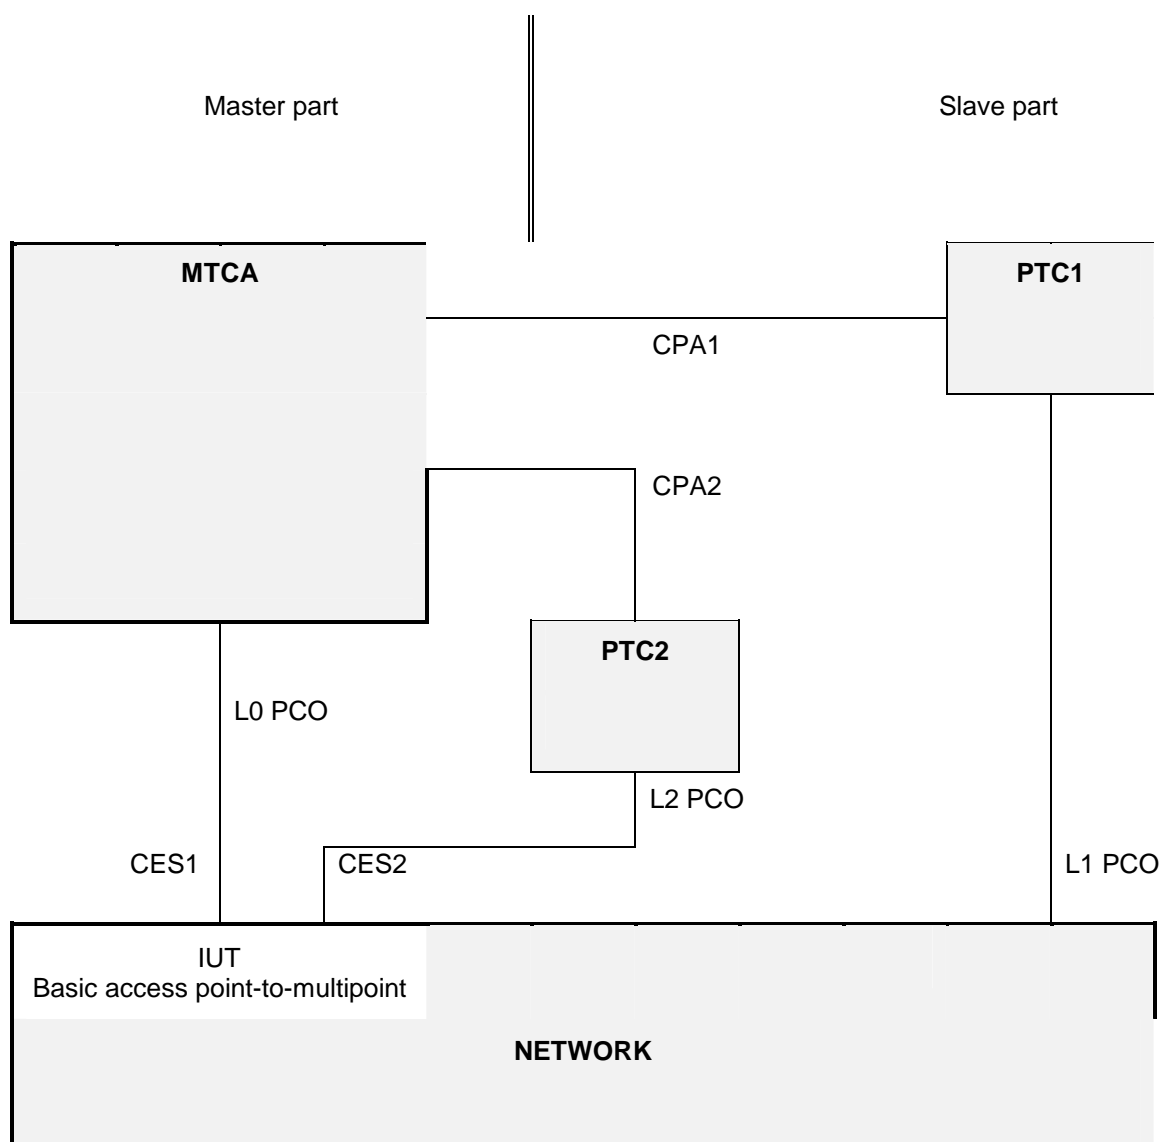 Master part
Slave part
MTCA
PTC1
CPA1
CPA2
PTC2
L0 PCO
L2 PCO
CES1
CES2
L1 PCO
IUT
Basic access point-to-multipoint
NETWORK